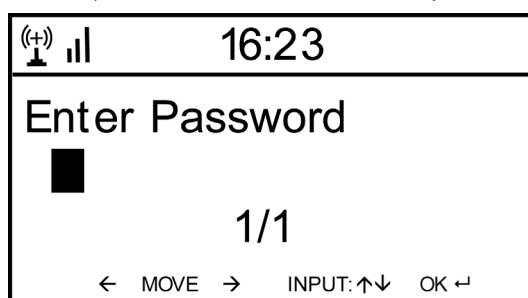 16:23
Enter Password
1/1
← MOVE → INPUT:↑↓ OK ↵